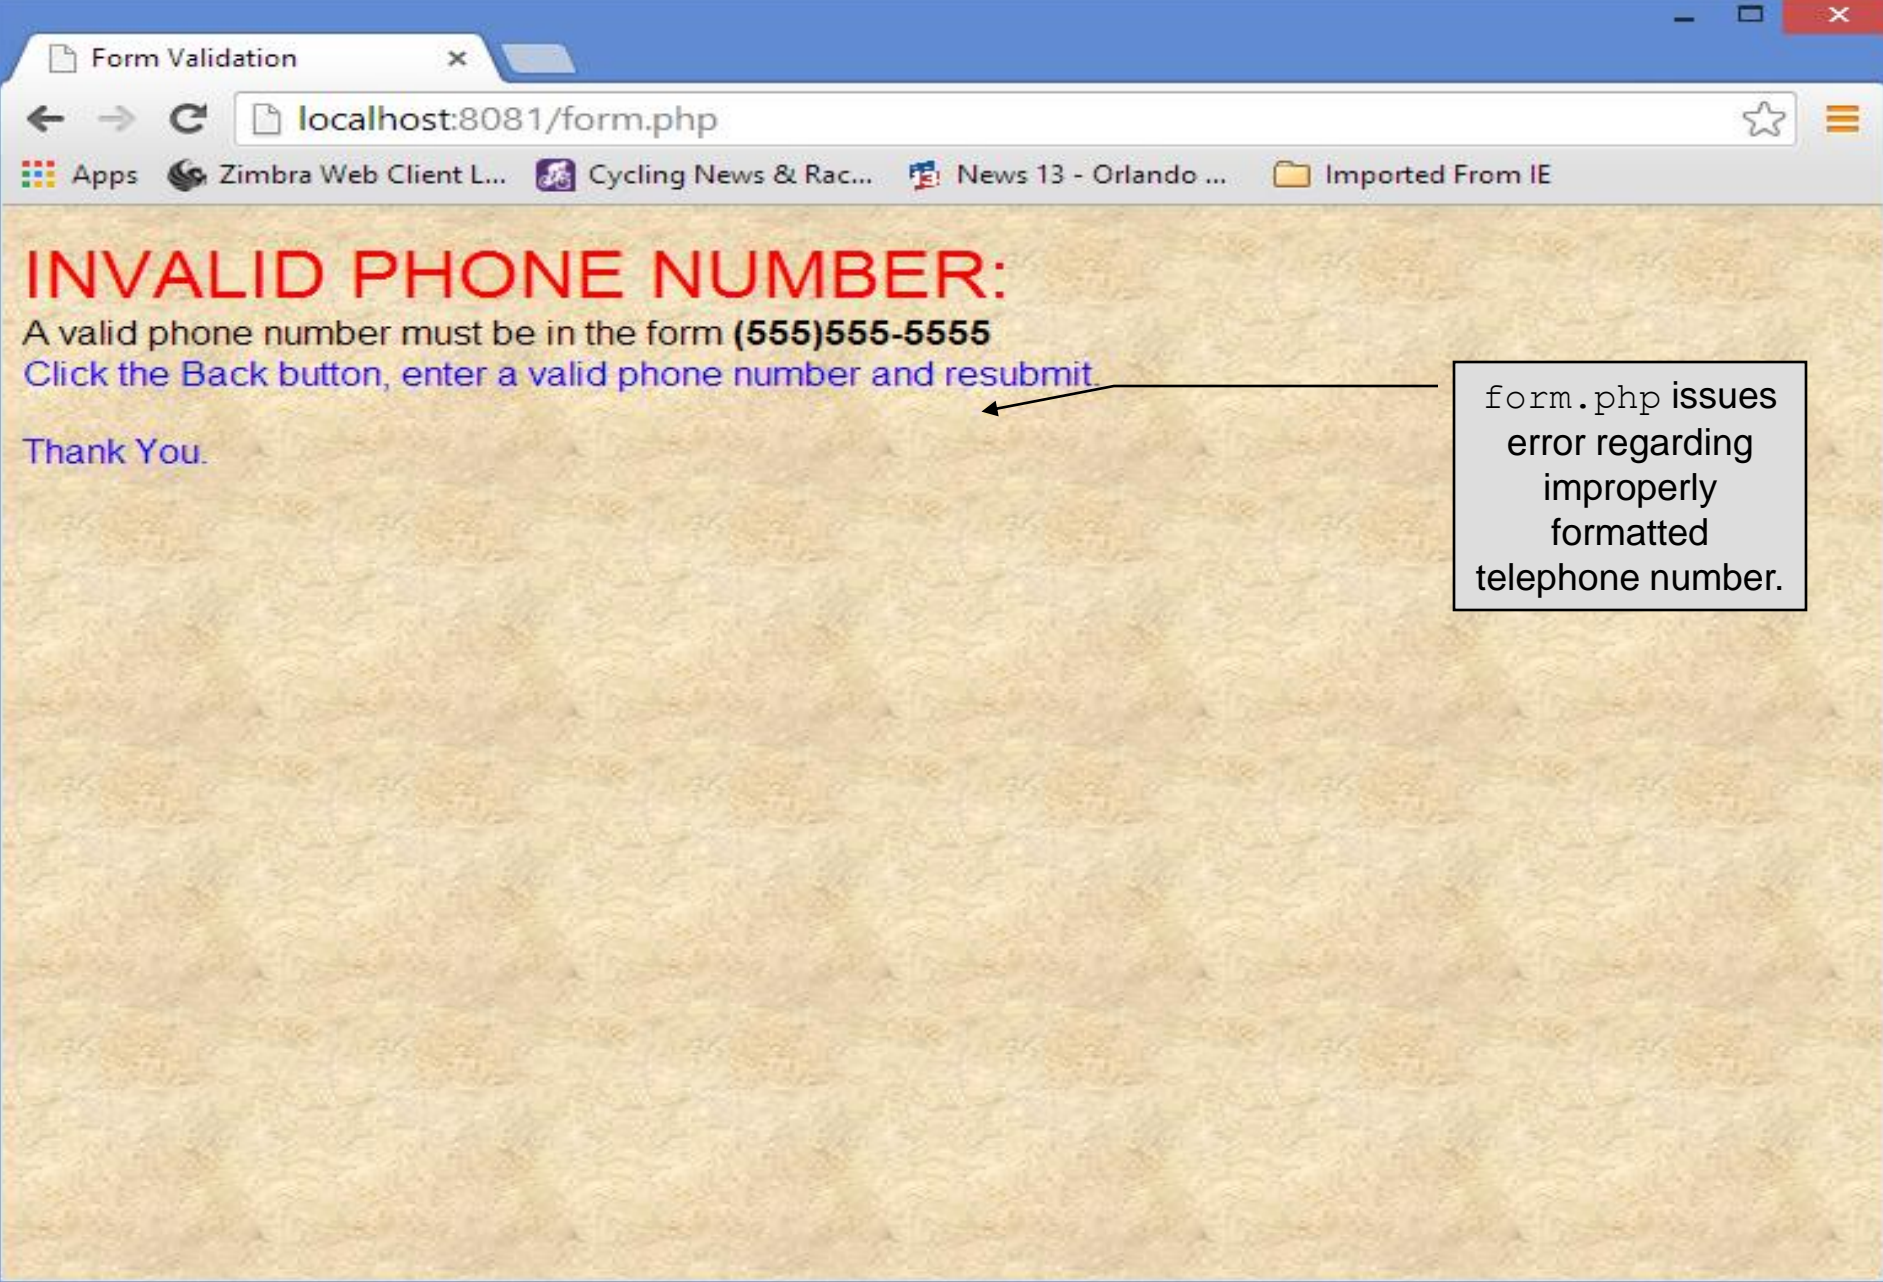 Form Validation
localhost:8081/form.php
Apps Zimbra Web Client L... Cycling News & Rac... News 13 - Orlando ... Imported From IE
INVALID PHONE NUMBER:
A valid phone number must be in the form (555)555-5555
Click the Back button, enter a valid phone number and resubmit.
Thank You.
form.php issues
error regarding
improperly
formatted
telephone number.